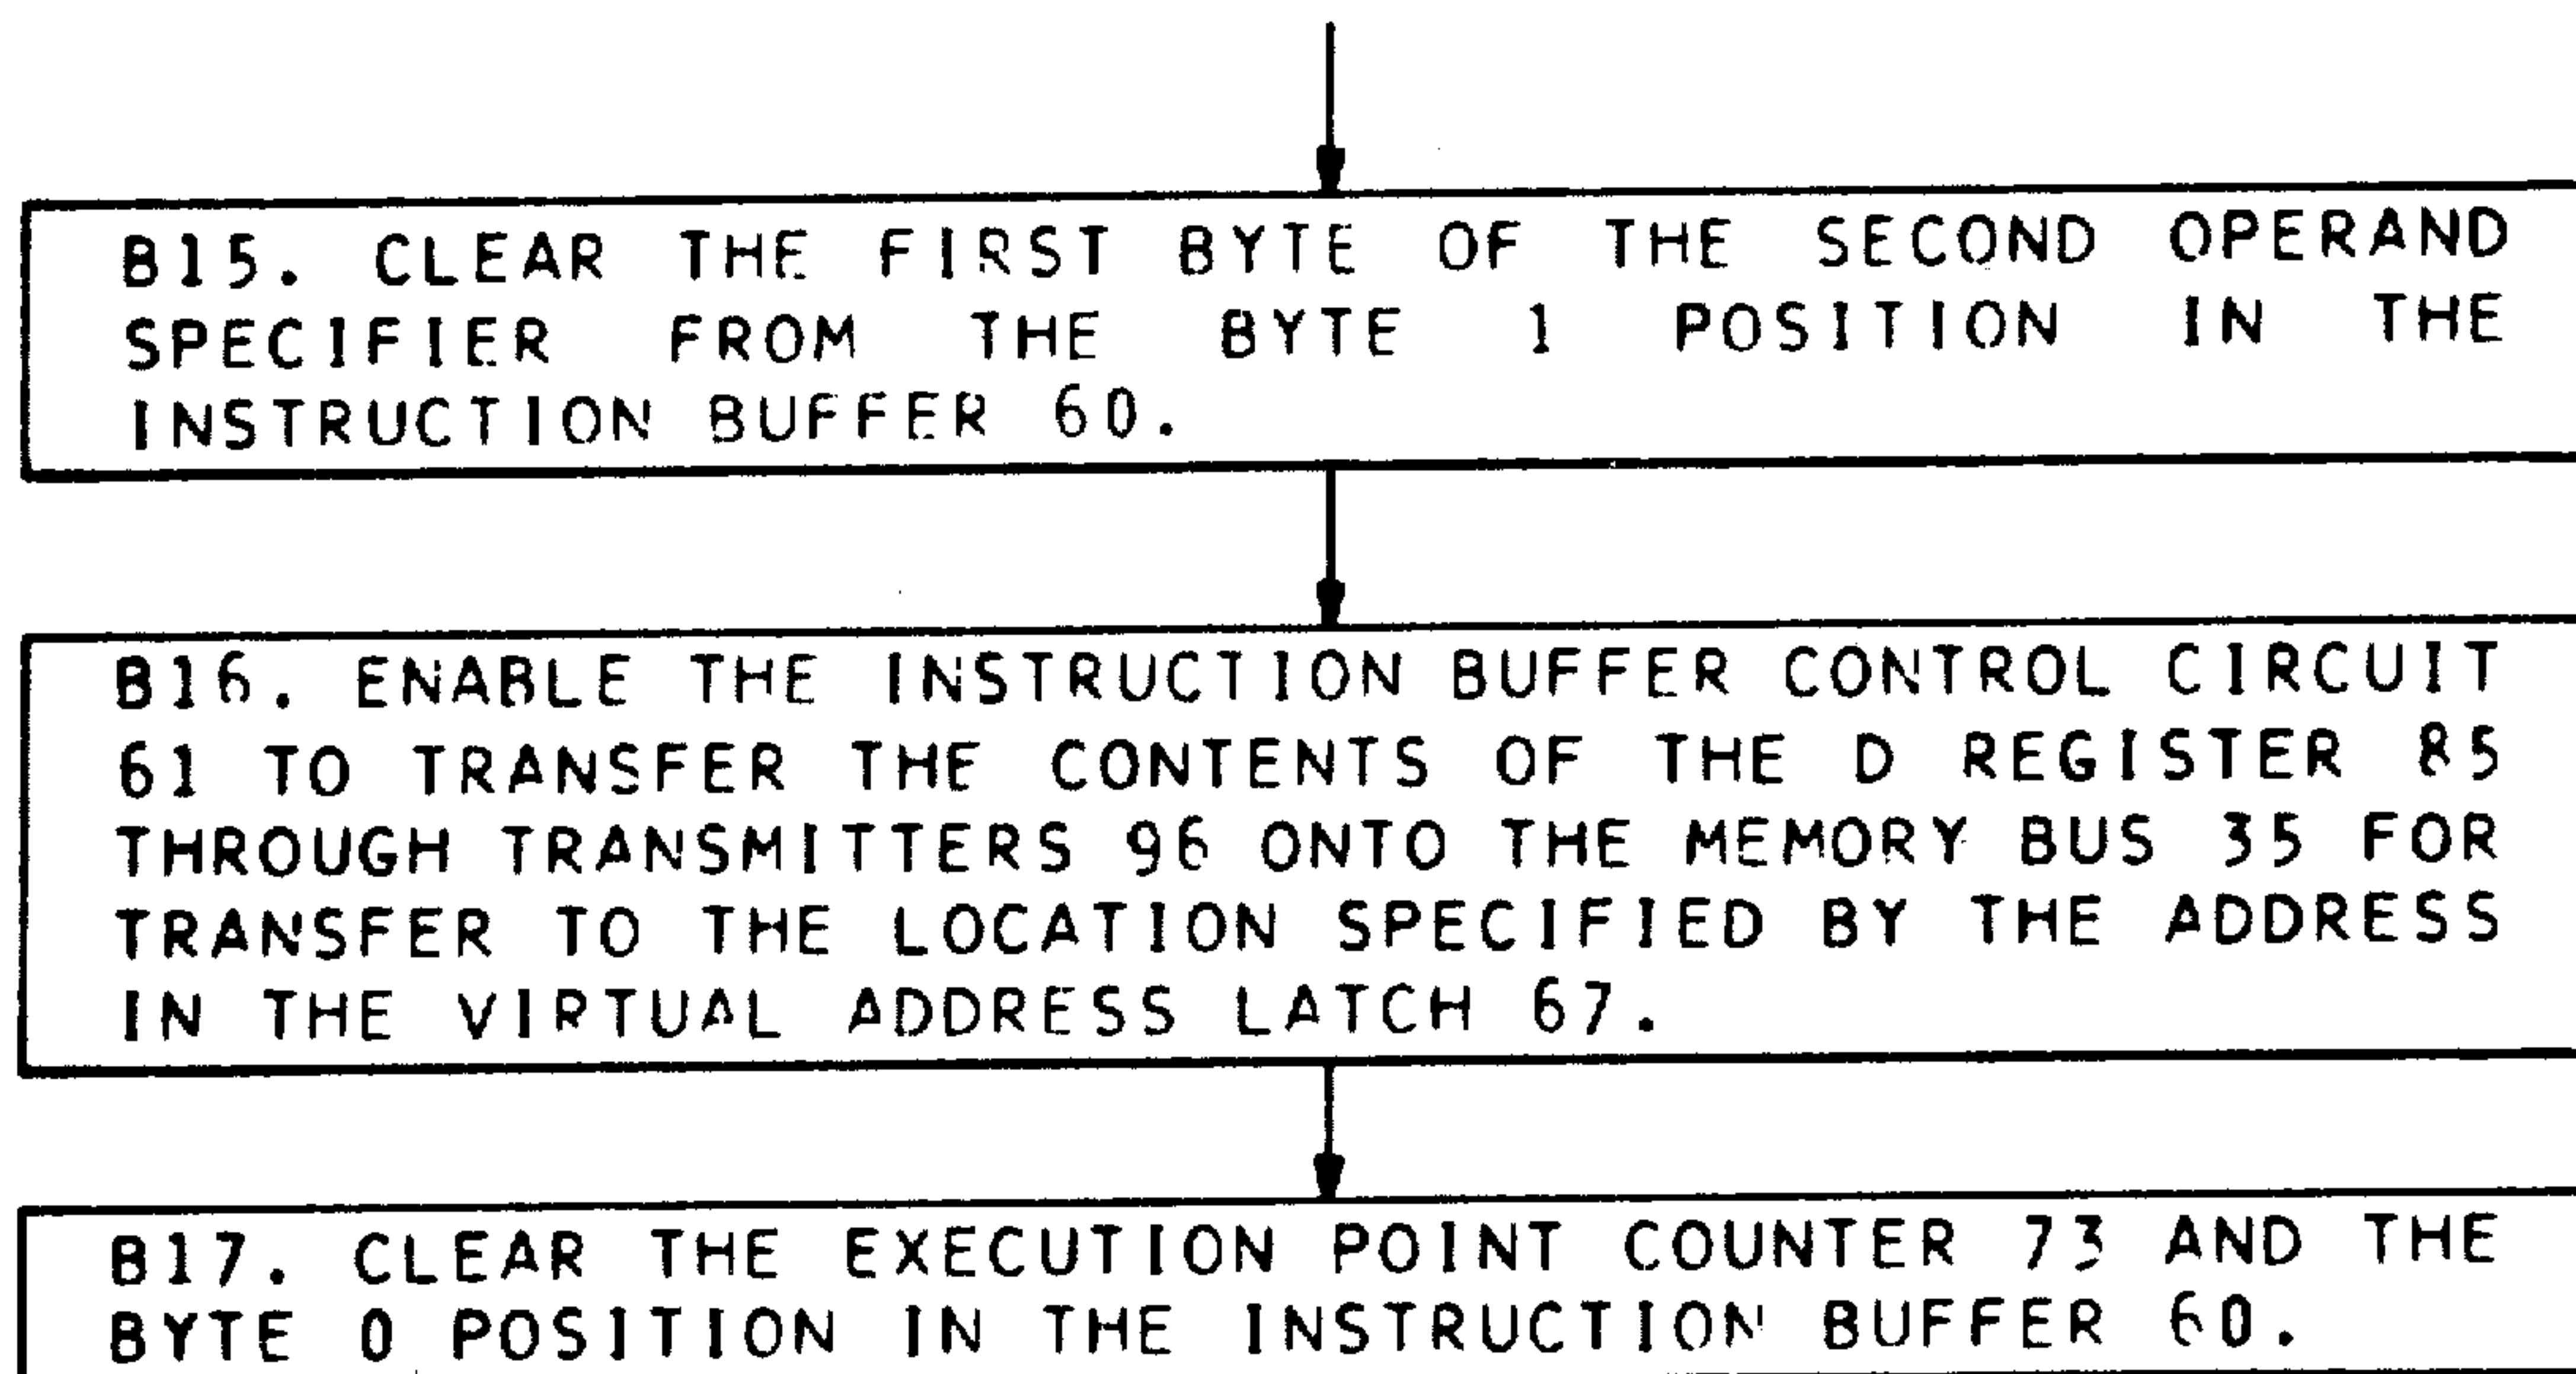 B15. CLEAR THE FIRST BYTE OF THE SECOND OPERAND
SPECIFIER FROM THE BYTE 1 POSITION IN THE
INSTRUCTION BUFFER 60.
B16. ENABLE THE INSTRUCTION BUFFER CONTROL CIRCUIT
61 TO TRANSFER THE CONTENTS OF THE D REGISTER 85
THROUGH TRANSMITTERS 96 ONTO THE MEMORY BUS 35 FOR
TRANSFER TO THE LOCATION SPECIFIED BY THE ADDRESS
IN THE VIRTUAL ADDRESS LATCH 67.
B17. CLEAR THE EXECUTION POINT COUNTER 73 AND THE
BYTE 0 POSITION IN THE INSTRUCTION BUFFER 60.